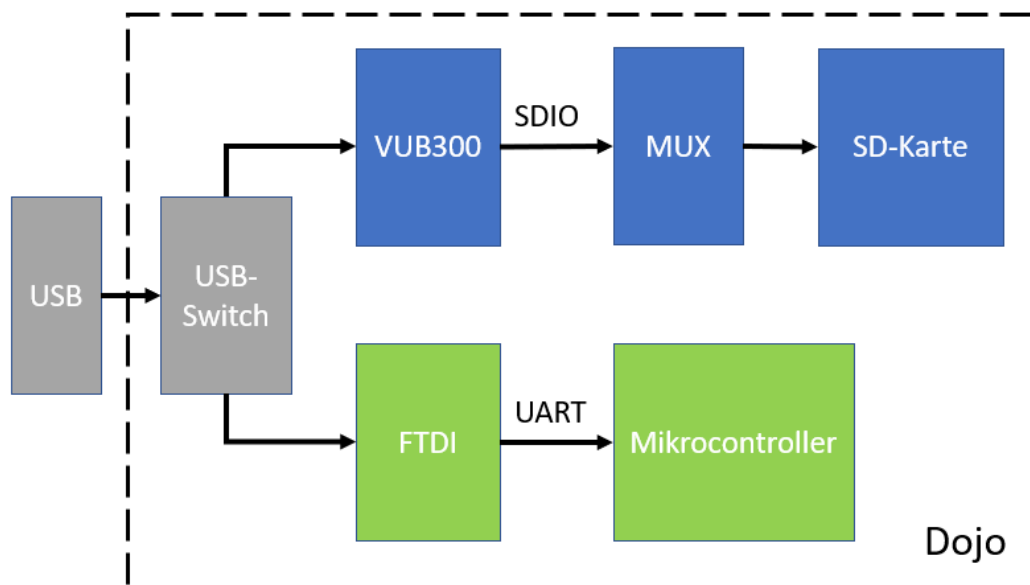 VUB300
SDIO
MUX
SD-Karte
USB
USB-
Switch
FTDI
UART
Mikrocontroller
Dojo